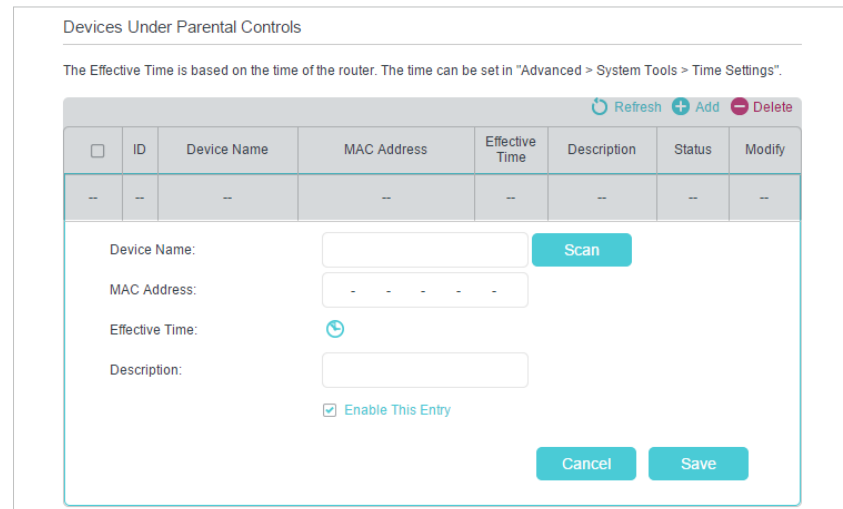 Devices Under Parental Controls
The Effective Time is based on the time of the router. The time can be set in "Advanced > System Tools > Time Settings".
Refresh Add Delete
ID Device Name MAC Address Effective Time Description Status Modify
-- -- -- -- -- -- -- --
Device Name: Scan
MAC Address: - - - - -
Effective Time:
Description:
Enable This Entry
Cancel Save